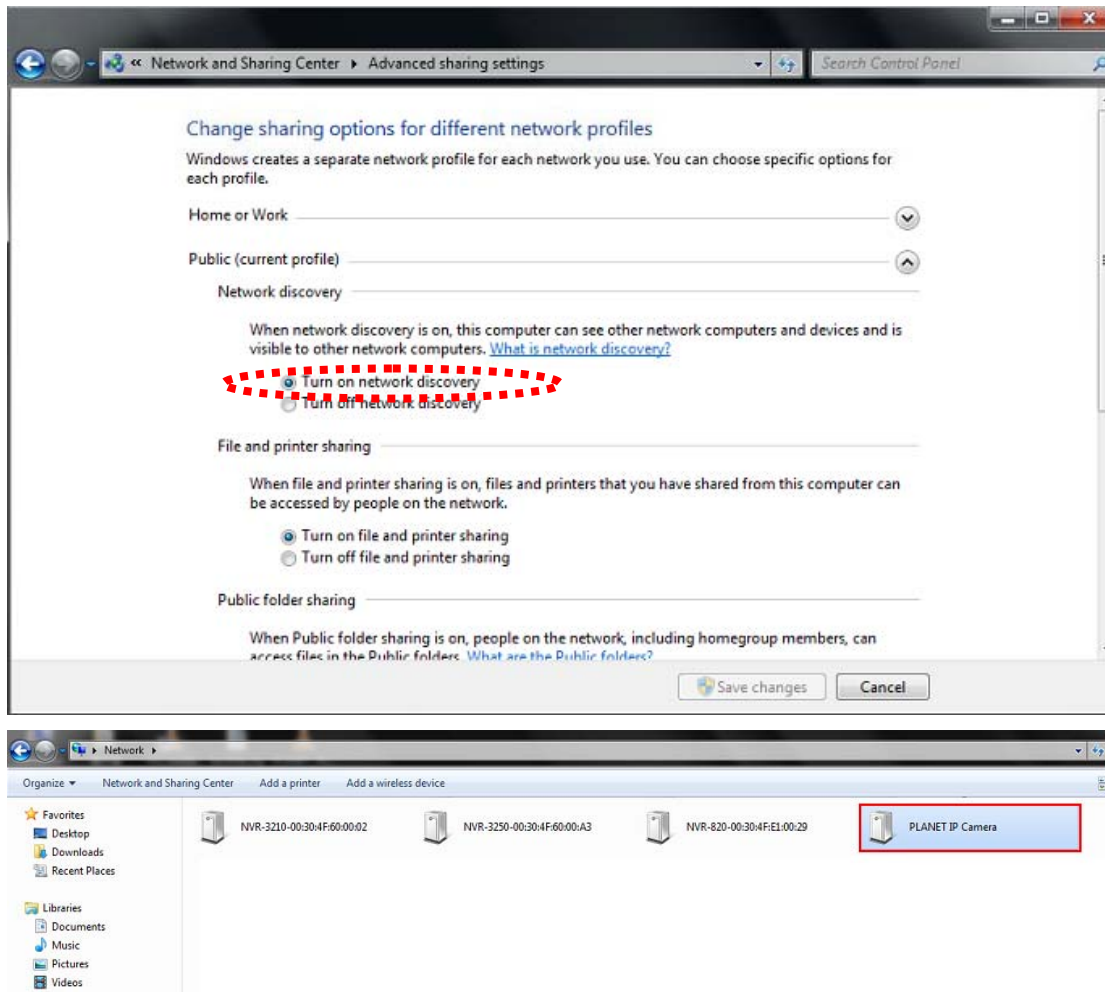 « Network and Sharing Center ▸ Advanced sharing settings
Search Control Panel
Change sharing options for different network profiles
Windows creates a separate network profile for each network you use. You can choose specific options for
each profile.
Home or Work
Public (current profile)
Network discovery
When network discovery is on, this computer can see other network computers and devices and is
visible to other network computers. What is network discovery?
Turn on network discovery
Turn off network discovery
File and printer sharing
When file and printer sharing is on, files and printers that you have shared from this computer can
be accessed by people on the network.
Turn on file and printer sharing
Turn off file and printer sharing
Public folder sharing
When Public folder sharing is on, people on the network, including homegroup members, can
access files in the Public folders. What are the Public folders?
Save changes
Cancel
Network ▸
Organize ▾ Network and Sharing Center Add a printer Add a wireless device
Favorites
Desktop
Downloads
Recent Places
Libraries
Documents
Music
Pictures
Videos
NVR-3210-00:30:4F:60:00:02
NVR-3250-00:30:4F:60:00:A3
NVR-820-00:30:4F:E1:00:29
PLANET IP Camera